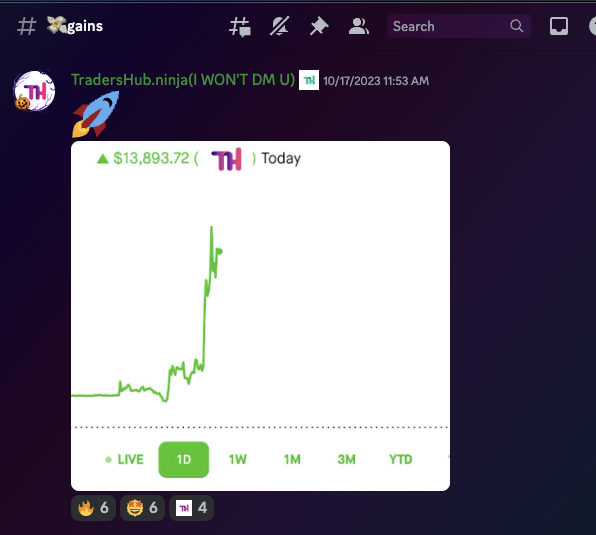 # 💸gains
Search
TradersHub.ninja(I WON'T DM U) TH 10/17/2023 11:53 AM
🚀
▲ $13,893.72 ( TH ) Today
LIVE 1D 1W 1M 3M YTD
🔥 6 🤩 6 TH 4